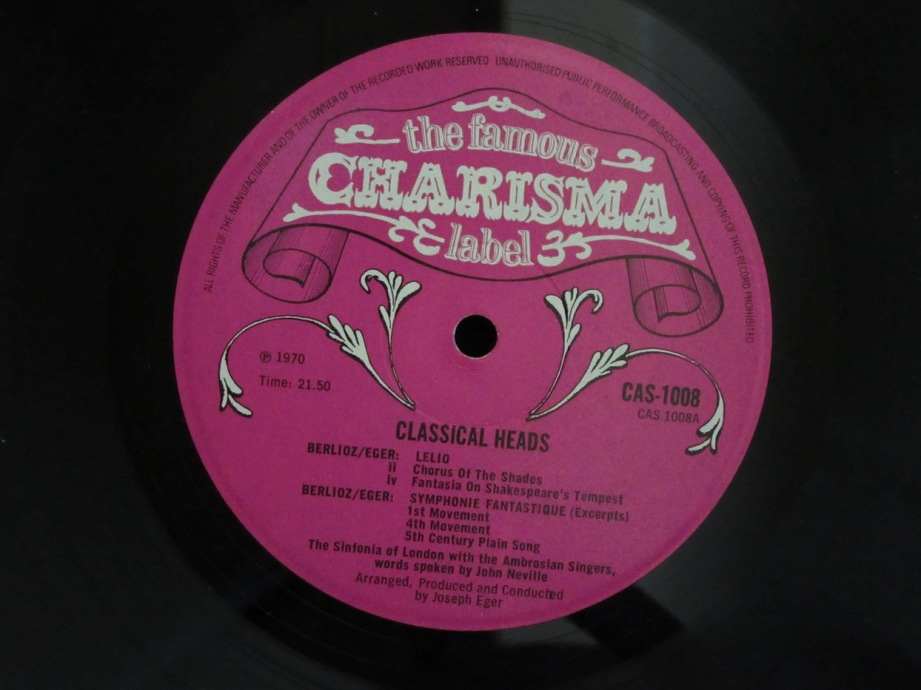 ALL RIGHTS OF THE MANUFACTURER AND OF THE OWNER OF THE RECORDED WORK RESERVED · UNAUTHORISED PUBLIC PERFORMANCE BROADCASTING AND COPYING OF THIS RECORD PROHIBITED
the famous
CHARISMA
label
℗ 1970
Time: 21.50
CAS-1008
CAS 1008A
CLASSICAL HEADS
BERLIOZ/EGER: LELIO
ii Chorus Of The Shades
iv Fantasia On Shakespeare's Tempest
BERLIOZ/EGER: SYMPHONIE FANTASTIQUE (Excerpts)
1st Movement
4th Movement
5th Century Plain Song
The Sinfonia of London with the Ambrosian Singers,
words spoken by John Neville
Arranged, Produced and Conducted
by Joseph Eger